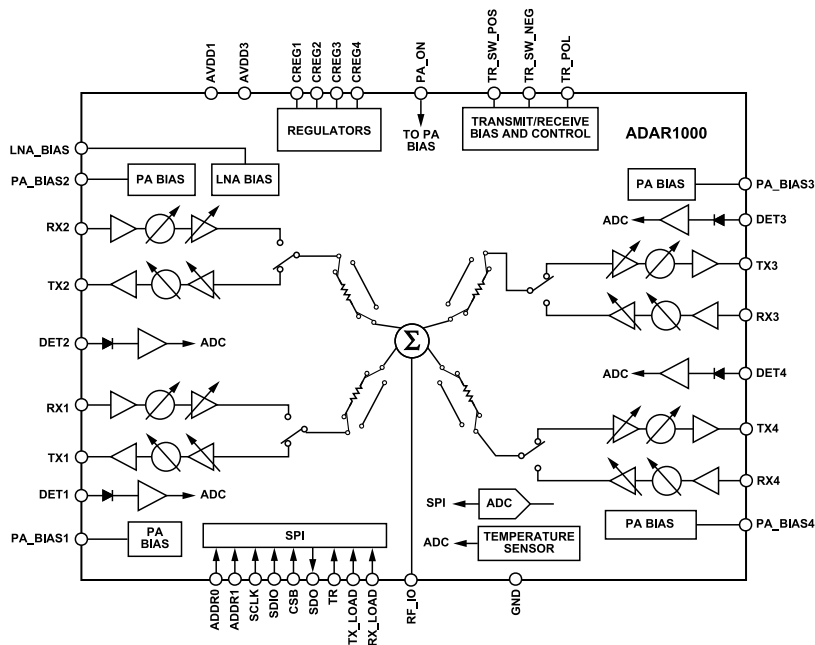 AVDD1
AVDD3
CREG1
CREG2
CREG3
CREG4
PA_ON
TR_SW_POS
TR_SW_NEG
TR_POL
REGULATORS
TO PA
BIAS
TRANSMIT/RECEIVE
BIAS AND CONTROL
ADAR1000
LNA_BIAS
PA_BIAS2
PA BIAS
LNA BIAS
PA BIAS
PA_BIAS3
RX2
ADC
DET3
TX2
TX3
RX3
DET2
ADC
Σ
ADC
DET4
RX1
TX4
TX1
RX4
DET1
ADC
SPI
ADC
PA_BIAS1
PA
BIAS
SPI
ADC
TEMPERATURE
SENSOR
PA BIAS
PA_BIAS4
ADDR0
ADDR1
SCLK
SDIO
CSB
SDO
TR
TX_LOAD
RX_LOAD
RF_IO
GND